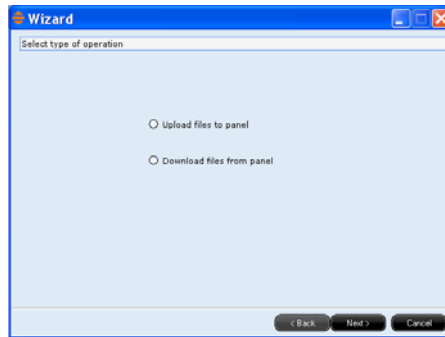 Wizard
Select type of operation
Upload files to panel
Download files from panel
< Back Next > Cancel